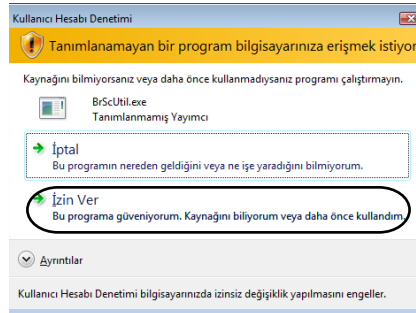 Kullanıcı Hesabı Denetimi
Tanımlanamayan bir program bilgisayarınıza erişmek istiyor
Kaynağını bilmiyorsanız veya daha önce kullanmadıysanız programı çalıştırmayın.
BrScUtil.exe
Tanımlanmamış Yayımcı
İptal
Bu programın nereden geldiğini veya ne işe yaradığını bilmiyorum.
İzin Ver
Bu programa güveniyorum. Kaynağını biliyorum veya daha önce kullandım.
Ayrıntılar
Kullanıcı Hesabı Denetimi bilgisayarınızda izinsiz değişiklik yapılmasını engeller.